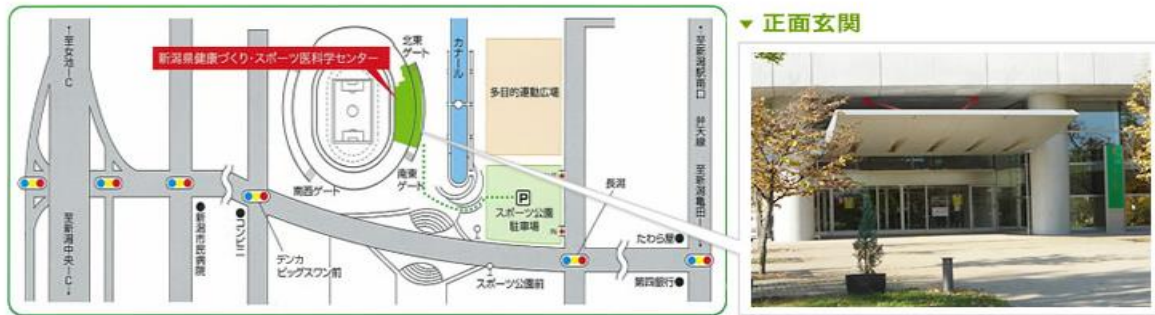 ▼ 正面玄関
新潟県健康づくり・スポーツ医科学センター
北東
ゲート
カナール
多目的運動広場
←至女池IC
至新潟中央IC→
←至新潟駅南口
弁天線
至新潟亀田IC→
南西ゲート
南東
ゲート
P
スポーツ公園
駐車場
長潟
IN
●新潟市民病院
●コンビニ
デンカ
ビッグスワン前
スポーツ公園前
たわら屋●
第四銀行●